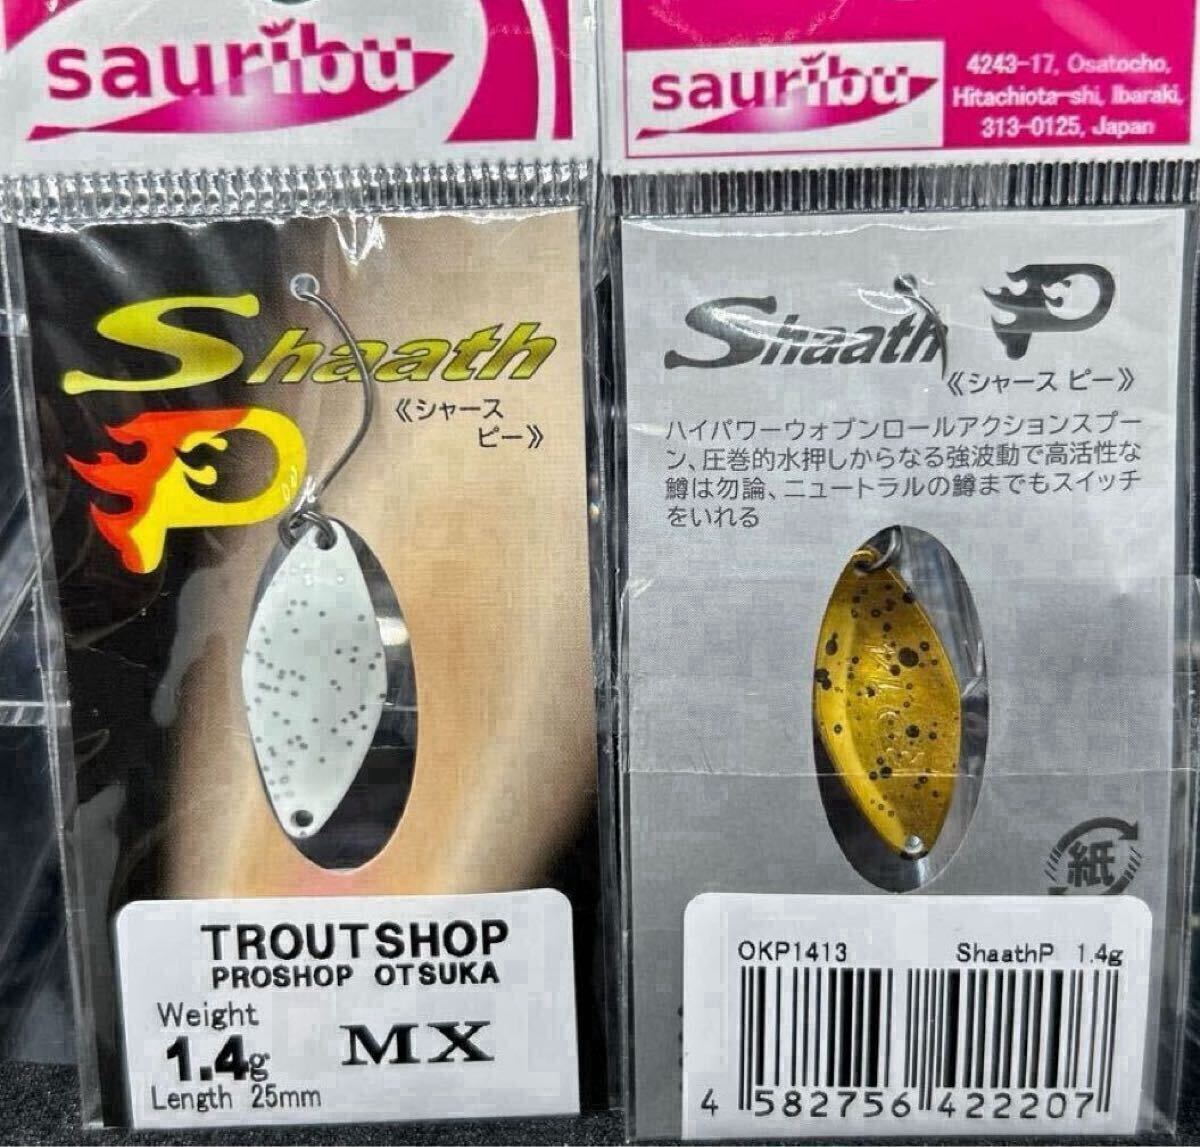 sauribu
Shaath
P
《シャース
ピー》
TROUTSHOP
PROSHOP OTSUKA
Weight
1.4g
MX
Length 25mm
sauribu
4243-17, Osatocho,
Hitachiota-shi, Ibaraki,
313-0125, Japan
Shaath P
《シャース ピー》
ハイパワーウォブンロールアクションスプー
ン、圧巻的水押しからなる強波動で高活性な
鱒は勿論、ニュートラルの鱒までもスイッチ
をいれる
紙
OKP1413 ShaathP 1.4g
4 582756 422207